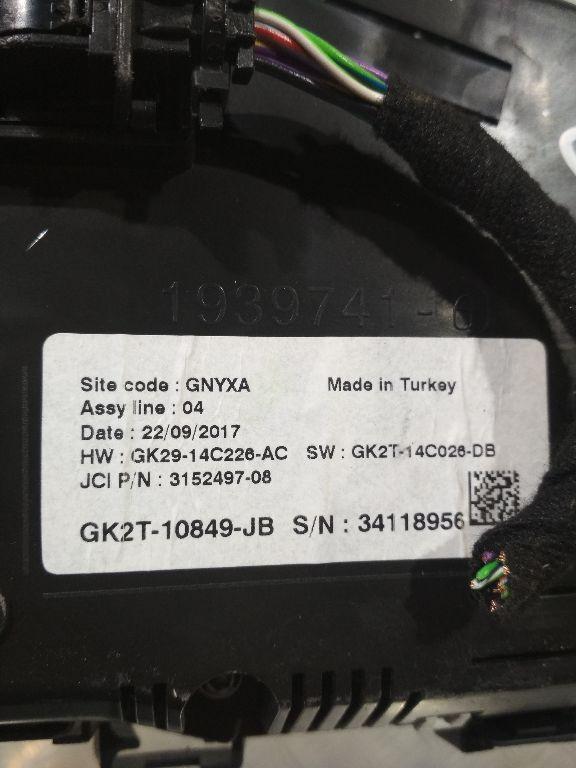 1939741-0
Site code : GNYXA Made in Turkey
Assy line : 04
Date : 22/09/2017
HW : GK29-14C226-AC SW : GK2T-14C026-DB
JCI P/N : 3152497-08
GK2T-10849-JB S/N : 34118956